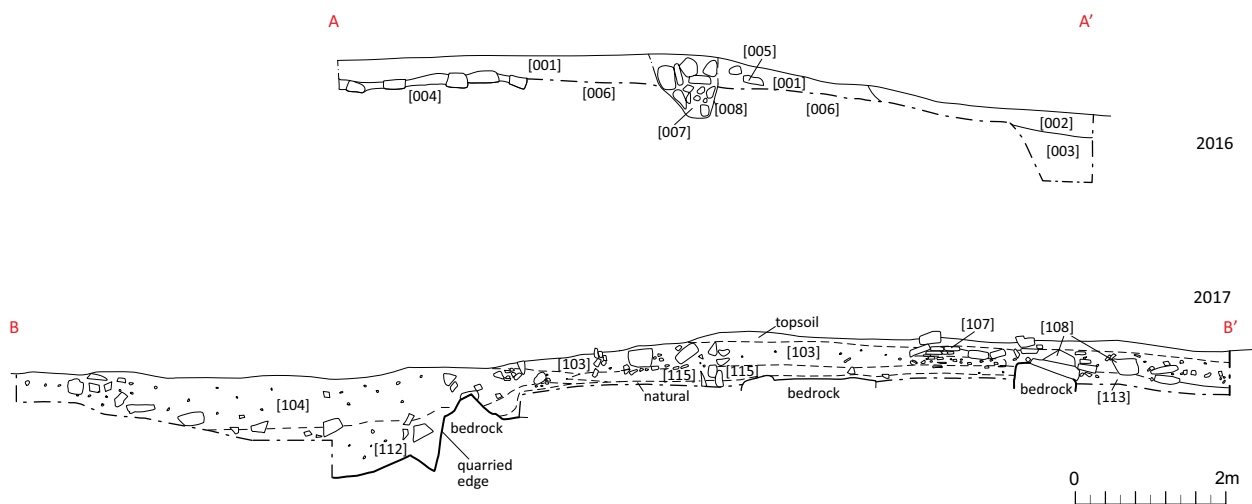 A A’
[005]
[001] [001]
[004] [006] [006]
[008]
[007]
[002]
[003]
2016
2017
B B’
topsoil [107] [108]
[103] [103]
[115] [115]
natural bedrock bedrock
[113]
[104]
bedrock
[112]
quarried
edge
0 2m